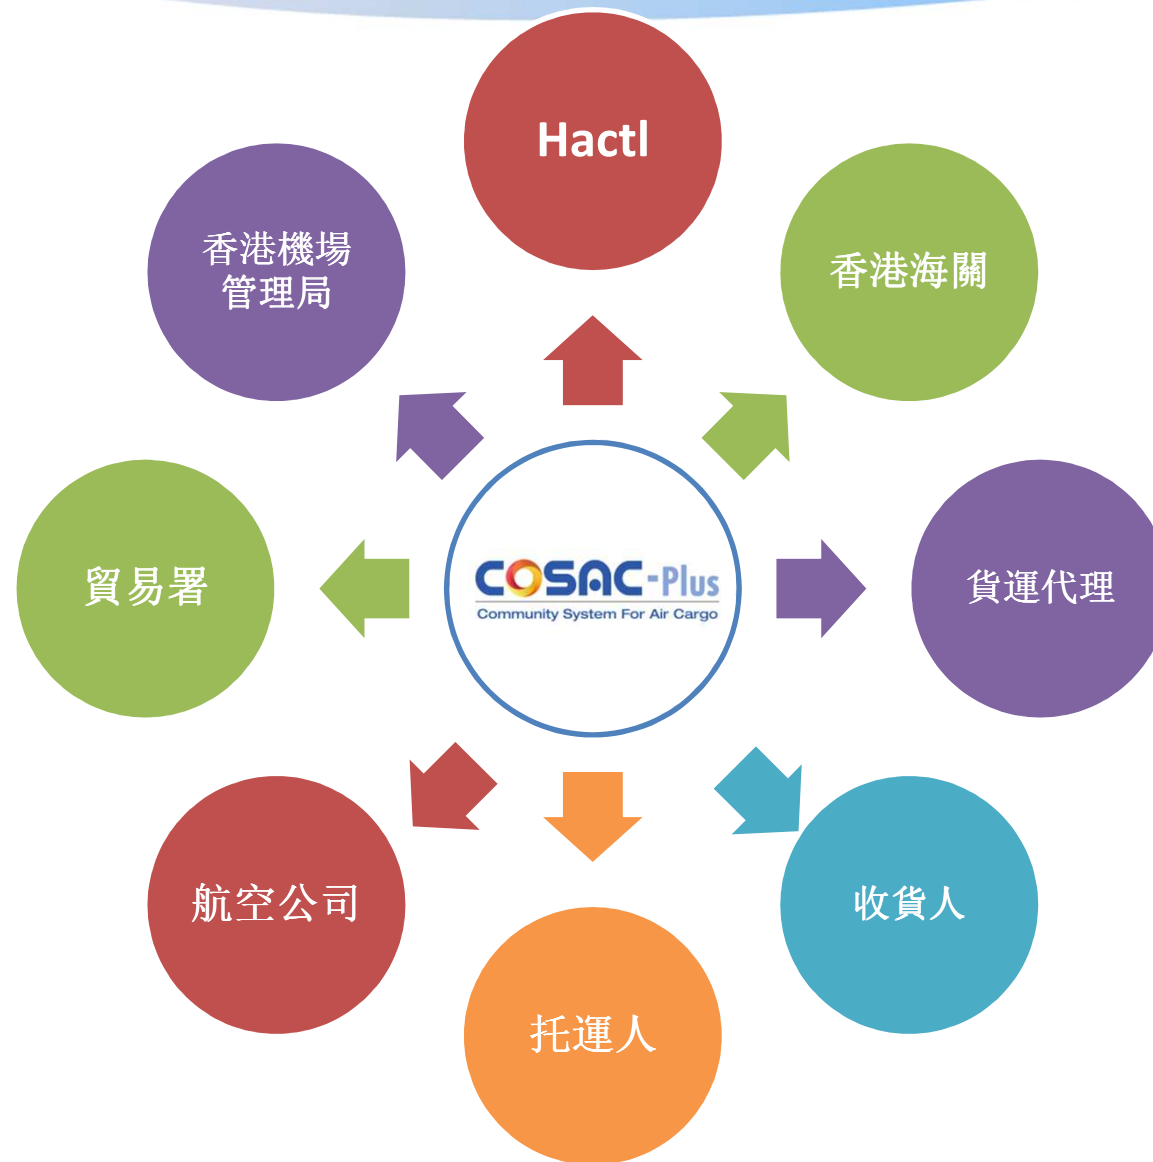 Hactl
香港機場
管理局
香港海關
COSAC-Plus
Community System For Air Cargo
貿易署
貨運代理
航空公司
收貨人
托運人